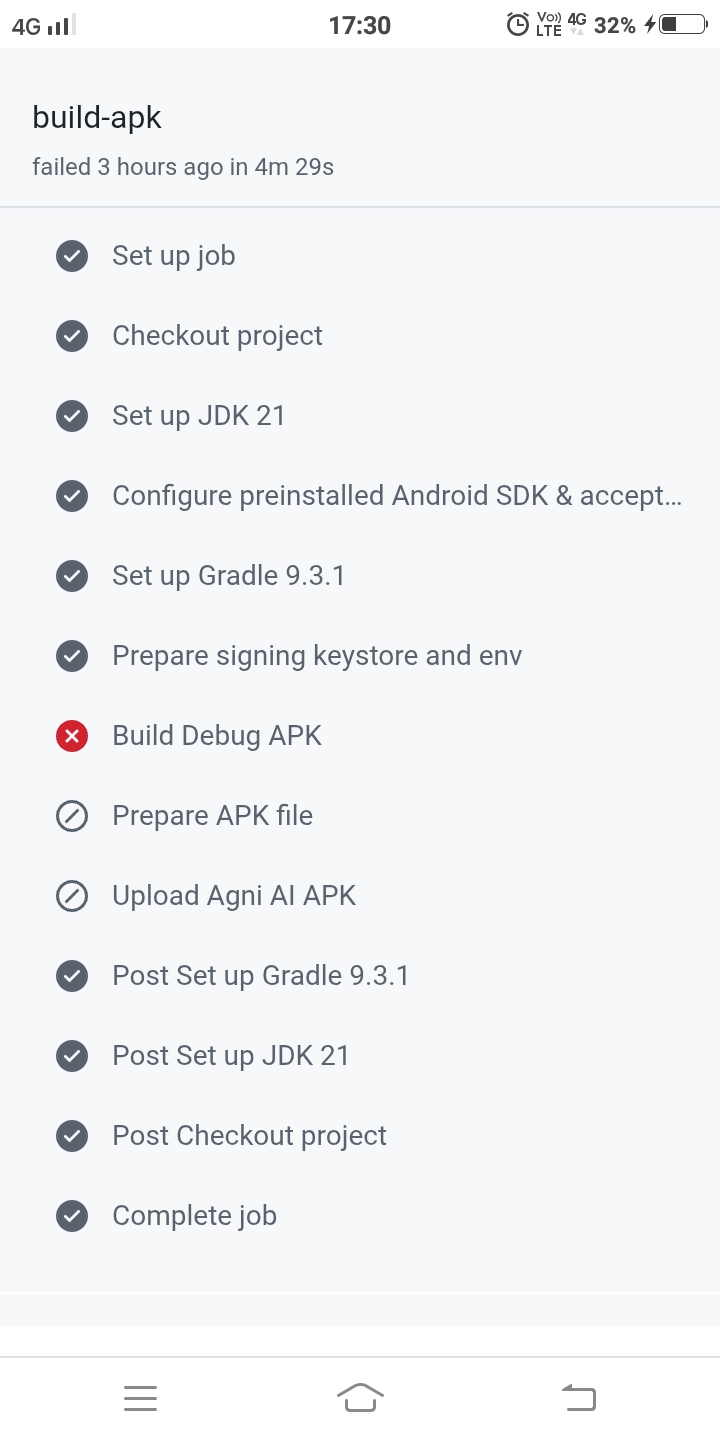 4G 17:30 Vo)) LTE 4G 32%
build-apk
failed 3 hours ago in 4m 29s
Set up job
Checkout project
Set up JDK 21
Configure preinstalled Android SDK & accept...
Set up Gradle 9.3.1
Prepare signing keystore and env
Build Debug APK
Prepare APK file
Upload Agni AI APK
Post Set up Gradle 9.3.1
Post Set up JDK 21
Post Checkout project
Complete job